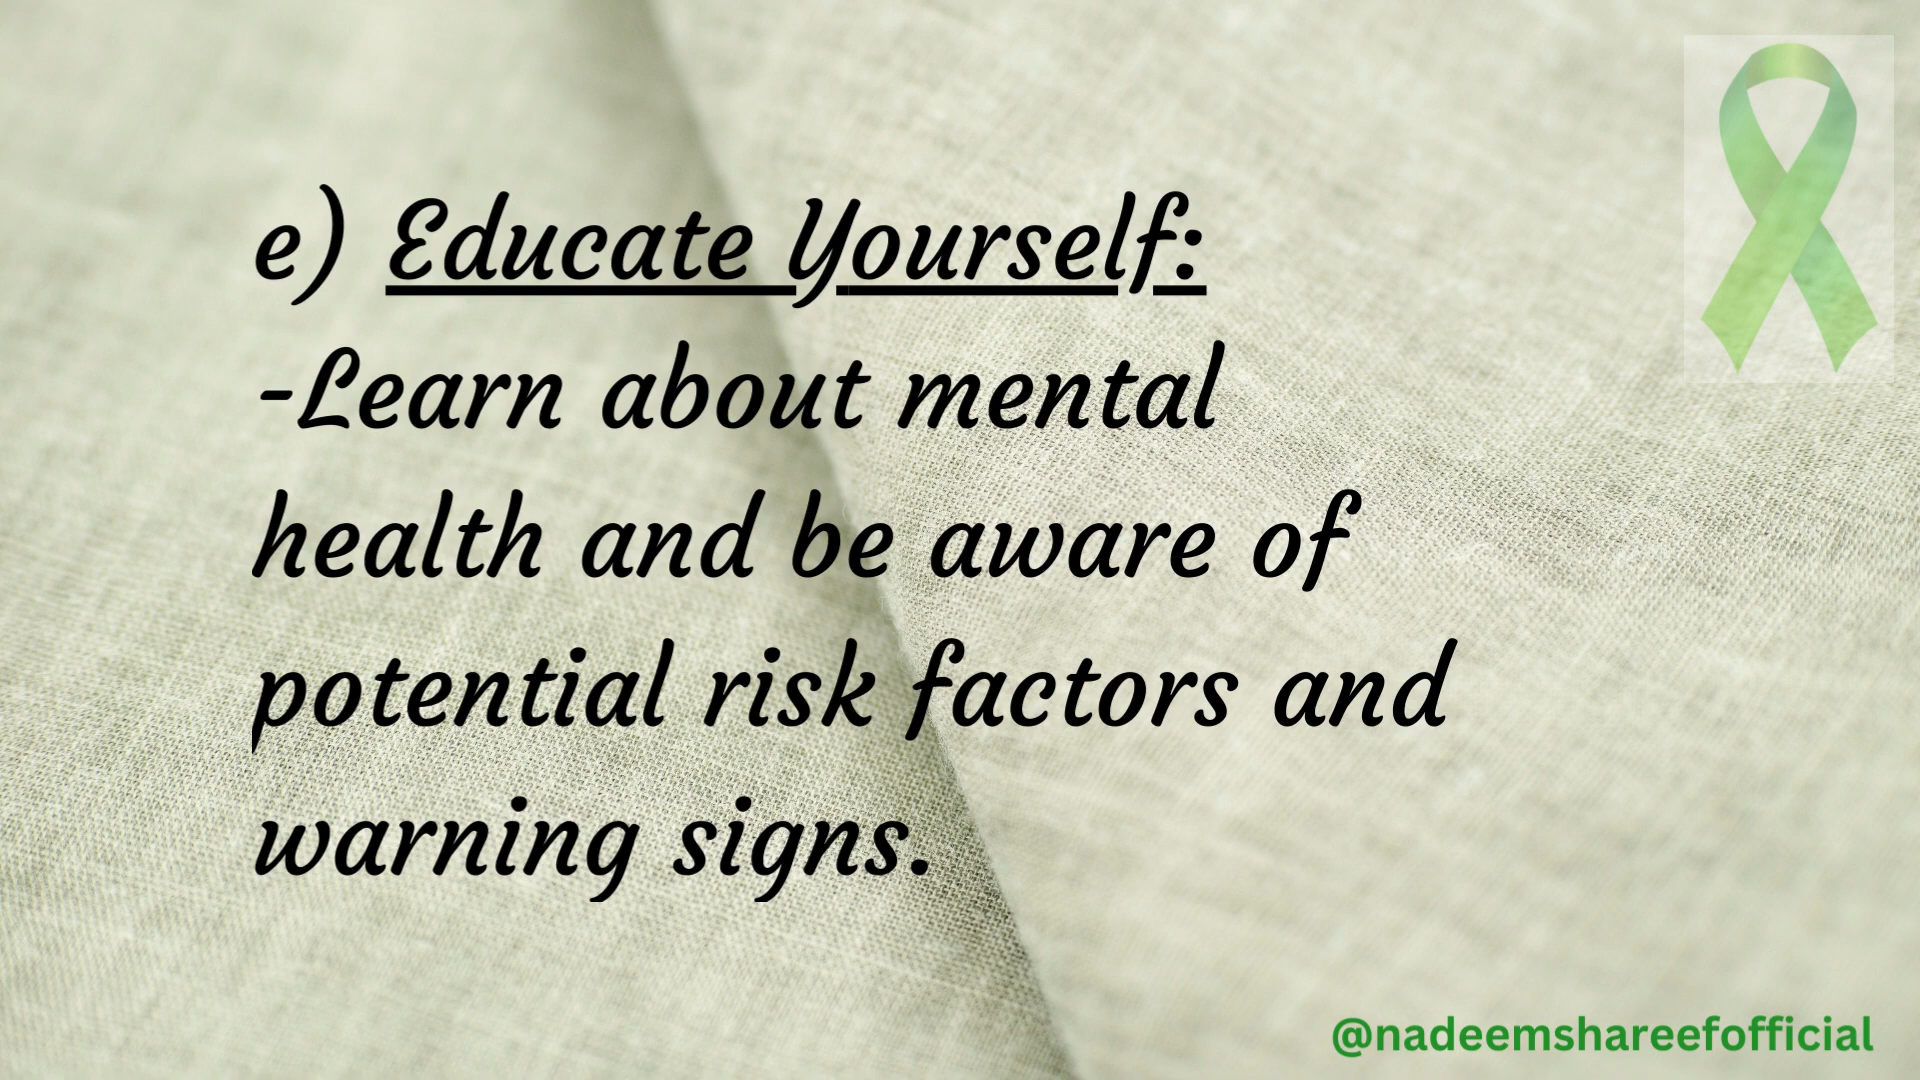 e) Educate Yourself:
-Learn about mental
health and be aware of
potential risk factors and
warning signs.
@nadeemshareefofficial